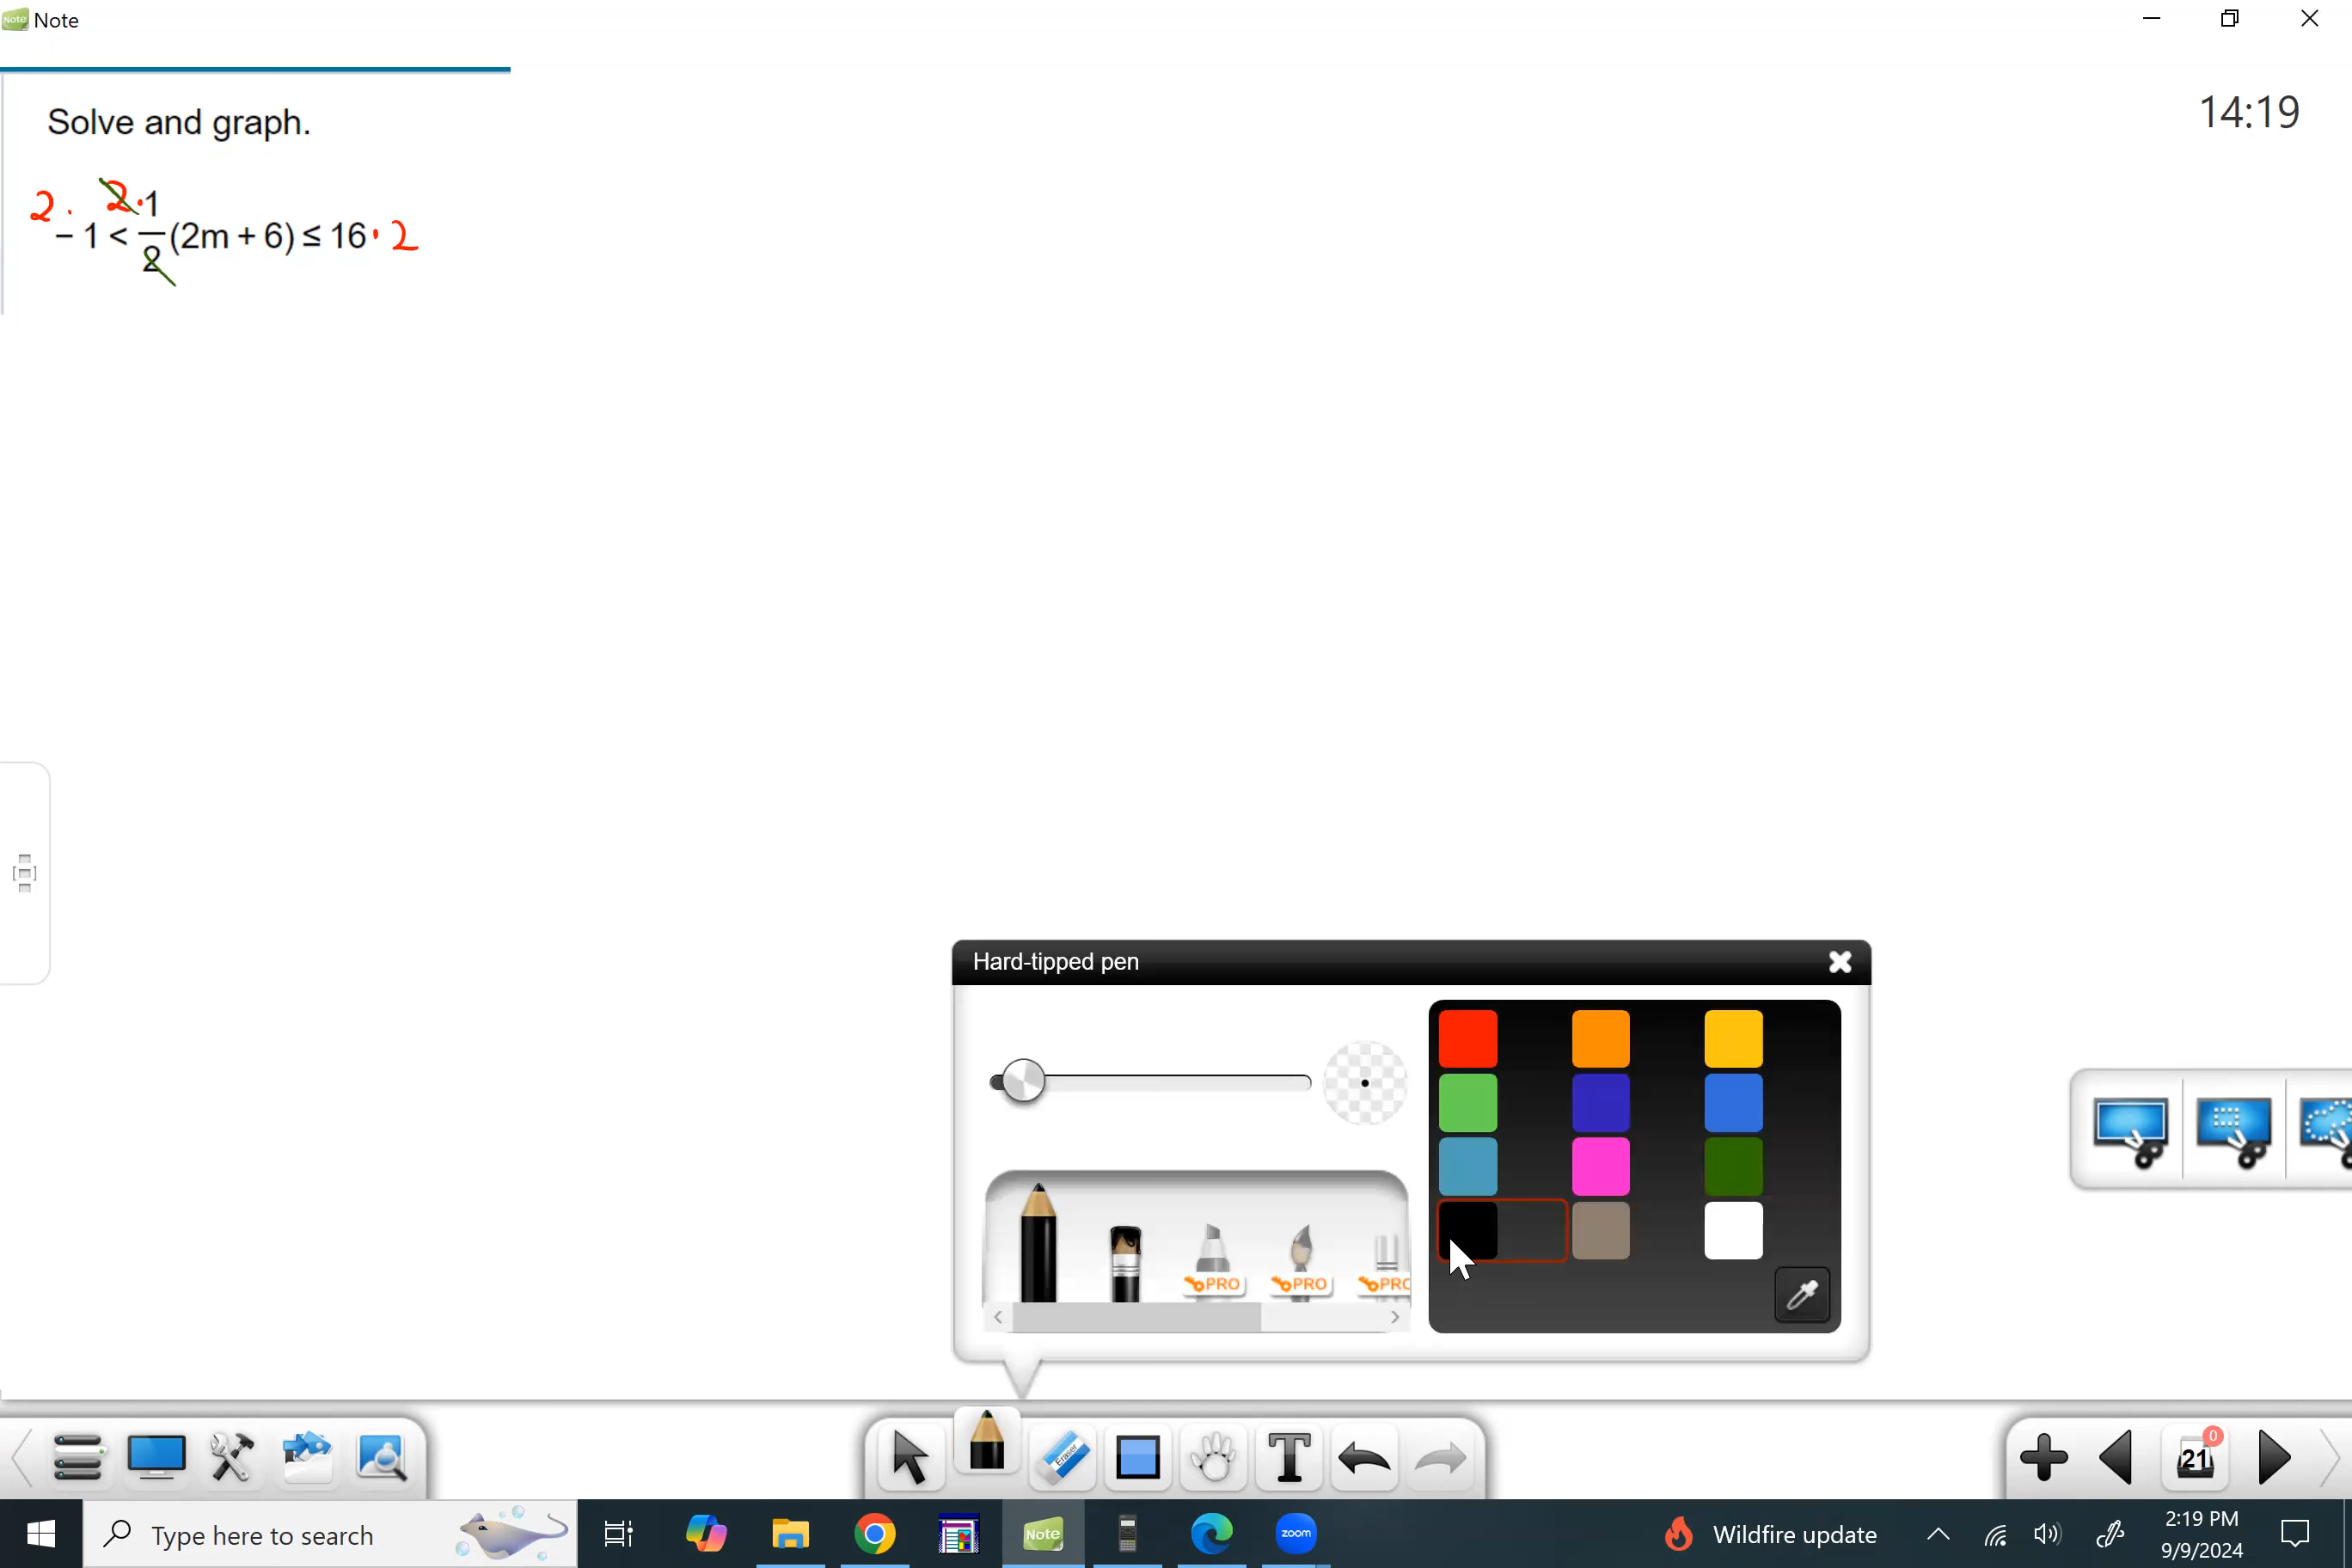 Note
Solve and graph.
14:19
2· 2·1
− 1 < — (2m + 6) ≤ 16 · 2
2
Hard-tipped pen
PRO PRO PRO
Eraser
T
0
21
Type here to search
Note
zoom
Wildfire update
2:19 PM
9/9/2024